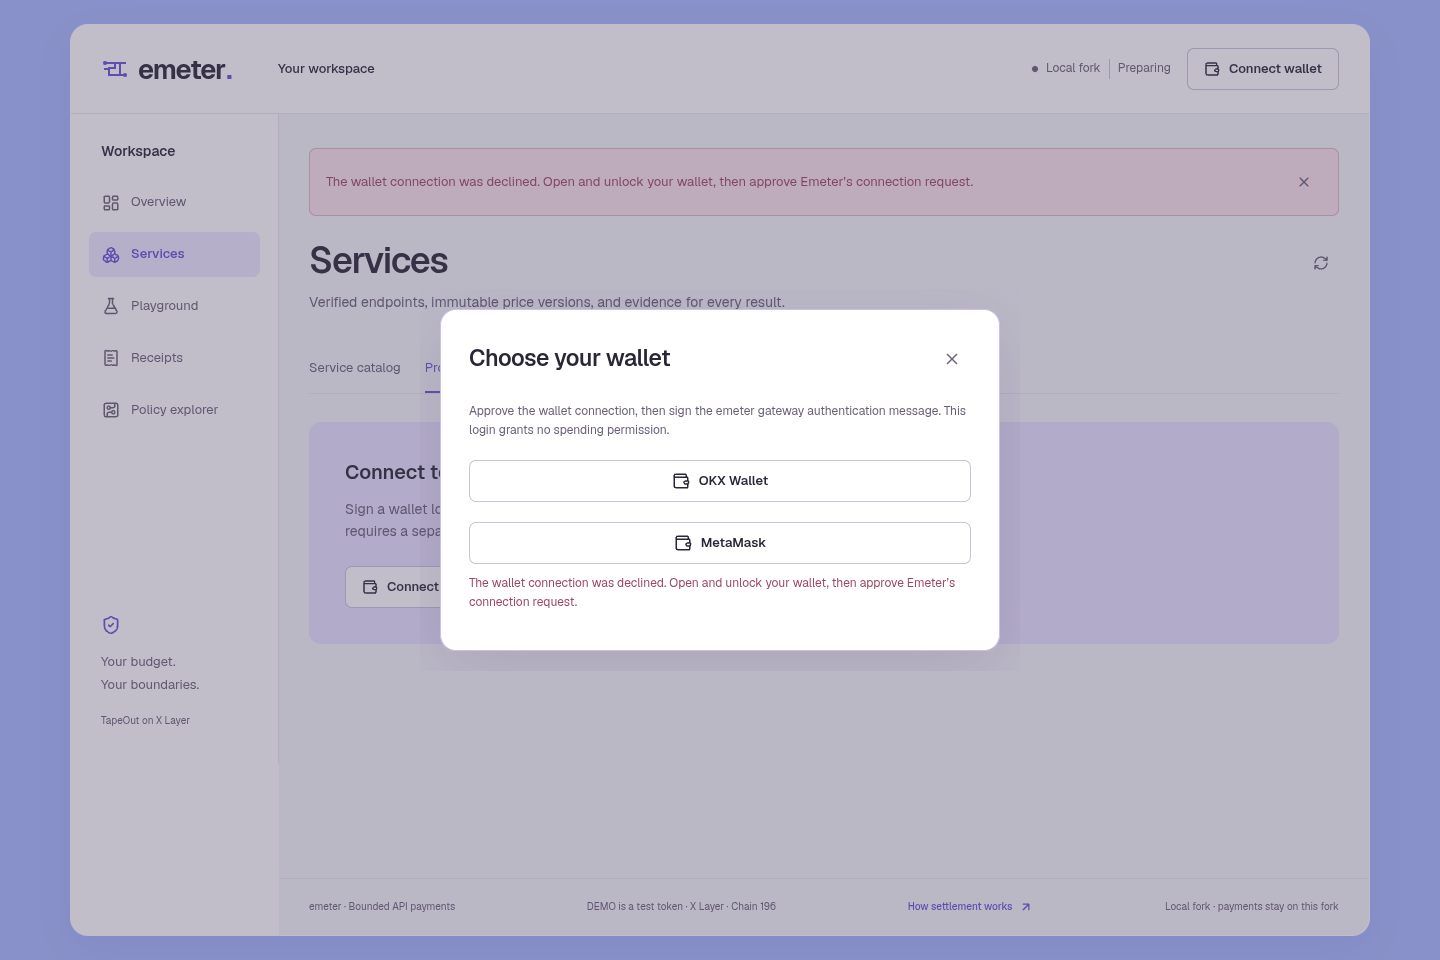 emeter.
Your workspace
Local fork
Preparing
Connect wallet
Workspace
Overview
Services
Playground
Receipts
Policy explorer
Your budget.
Your boundaries.
TapeOut on X Layer
The wallet connection was declined. Open and unlock your wallet, then approve Emeter's connection request.
Services
Verified endpoints, immutable price versions, and evidence for every result.
Service catalog
Connect
Sign a wallet
requires a
Connect
Choose your wallet
Approve the wallet connection, then sign the emeter gateway authentication message. This
login grants no spending permission.
OKX Wallet
MetaMask
The wallet connection was declined. Open and unlock your wallet, then approve Emeter's
connection request.
emeter · Bounded API payments
DEMO is a test token · X Layer · Chain 196
How settlement works
Local fork · payments stay on this fork